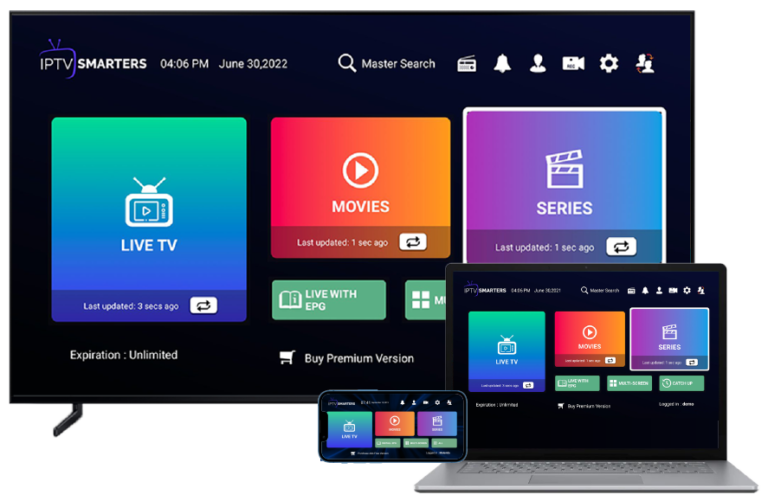 IPTV SMARTERS 04:06 PM June 30,2022 Master Search
REC
LIVE TV
Last updated: 3 secs ago
MOVIES
Last updated: 1 sec ago
SERIES
Last updated: 1 sec ago
LIVE WITH
EPG
MU
Expiration : Unlimited
Buy Premium Version
IPTV SMARTERS 04:06 PM June 30,2021 Master Search
LIVE TV
Last updated: 3 secs ago
MOVIES
Last updated: 1 sec ago
SERIES
Last updated: 1 sec ago
LIVE WITH
EPG
MULTI-SCREEN
CATCH UP
Expiration : Unlimited
Buy Premium Version
Logged in : demo
IPTV SMARTERS
LIVE TV
MOVIES
SERIES